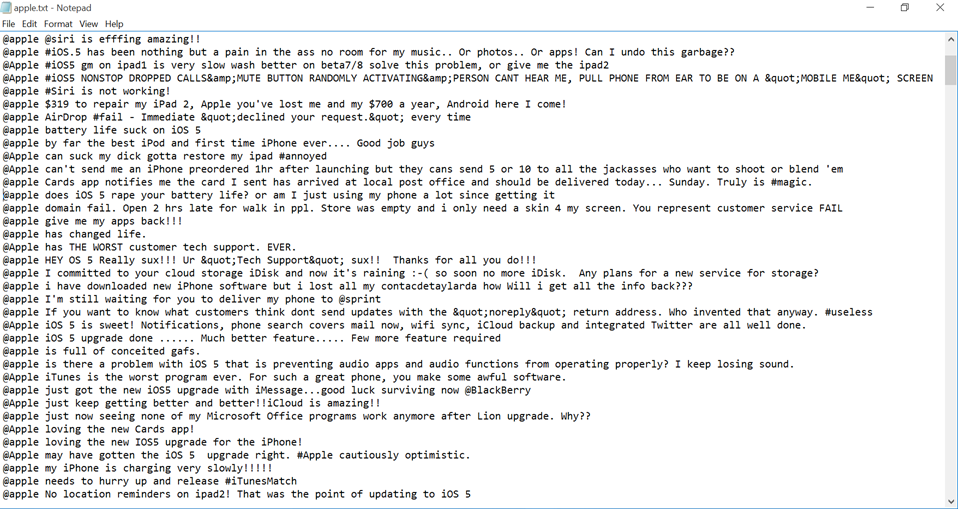 apple.txt - Notepad
File Edit Format View Help
@apple @siri is efffing amazing!!
@apple #iOS.5 has been nothing but a pain in the ass no room for my music.. Or photos.. Or apps! Can I undo this garbage??
@Apple #iOS5 gm on ipad1 is very slow wash better on beta7/8 solve this problem, or give me the ipad2
@apple #iOS5 NONSTOP DROPPED CALLS&amp;MUTE BUTTON RANDOMLY ACTIVATING&amp;PERSON CANT HEAR ME, PULL PHONE FROM EAR TO BE ON A &quot;MOBILE ME&quot; SCREEN
@apple #Siri is not working!
@apple $319 to repair my iPad 2, Apple you've lost me and my $700 a year, Android here I come!
@apple AirDrop #fail - Immediate &quot;declined your request.&quot; every time
@apple battery life suck on iOS 5
@apple by far the best iPod and first time iPhone ever.... Good job guys
@Apple can suck my dick gotta restore my ipad #annoyed
@Apple can't send me an iPhone preordered 1hr after launching but they cans send 5 or 10 to all the jackasses who want to shoot or blend 'em
@apple Cards app notifies me the card I sent has arrived at local post office and should be delivered today... Sunday. Truly is #magic.
@apple does iOS 5 rape your battery life? or am I just using my phone a lot since getting it
@apple domain fail. Open 2 hrs late for walk in ppl. Store was empty and i only need a skin 4 my screen. You represent customer service FAIL
@apple give me my apps back!!!
@apple has changed life.
@Apple has THE WORST customer tech support. EVER.
@apple HEY OS 5 Really sux!!! Ur &quot;Tech Support&quot; sux!!  Thanks for all you do!!!
@apple I committed to your cloud storage iDisk and now it's raining :-( so soon no more iDisk.  Any plans for a new service for storage?
@apple i have downloaded new iPhone software but i lost all my contacdetaylarda how Will i get all the info back???
@apple I'm still waiting for you to deliver my phone to @sprint
@apple If you want to know what customers think dont send updates with the &quot;noreply&quot; return address. Who invented that anyway. #useless
@Apple iOS 5 is sweet! Notifications, phone search covers mail now, wifi sync, iCloud backup and integrated Twitter are all well done.
@apple iOS 5 upgrade done ...... Much better feature..... Few more feature required
@apple is full of conceited gafs.
@apple is there a problem with iOS 5 that is preventing audio apps and audio functions from operating properly? I keep losing sound.
@Apple iTunes is the worst program ever. For such a great phone, you make some awful software.
@apple just got the new iOS5 upgrade with iMessage...good luck surviving now @BlackBerry
@Apple just keep getting better and better!!iCloud is amazing!!
@apple just now seeing none of my Microsoft Office programs work anymore after Lion upgrade. Why??
@Apple loving the new Cards app!
@apple loving the new IOS5 upgrade for the iPhone!
@Apple may have gotten the iOS 5  upgrade right. #Apple cautiously optimistic.
@apple my iPhone is charging very slowly!!!!!
@apple needs to hurry up and release #iTunesMatch
@apple No location reminders on ipad2! That was the point of updating to iOS 5